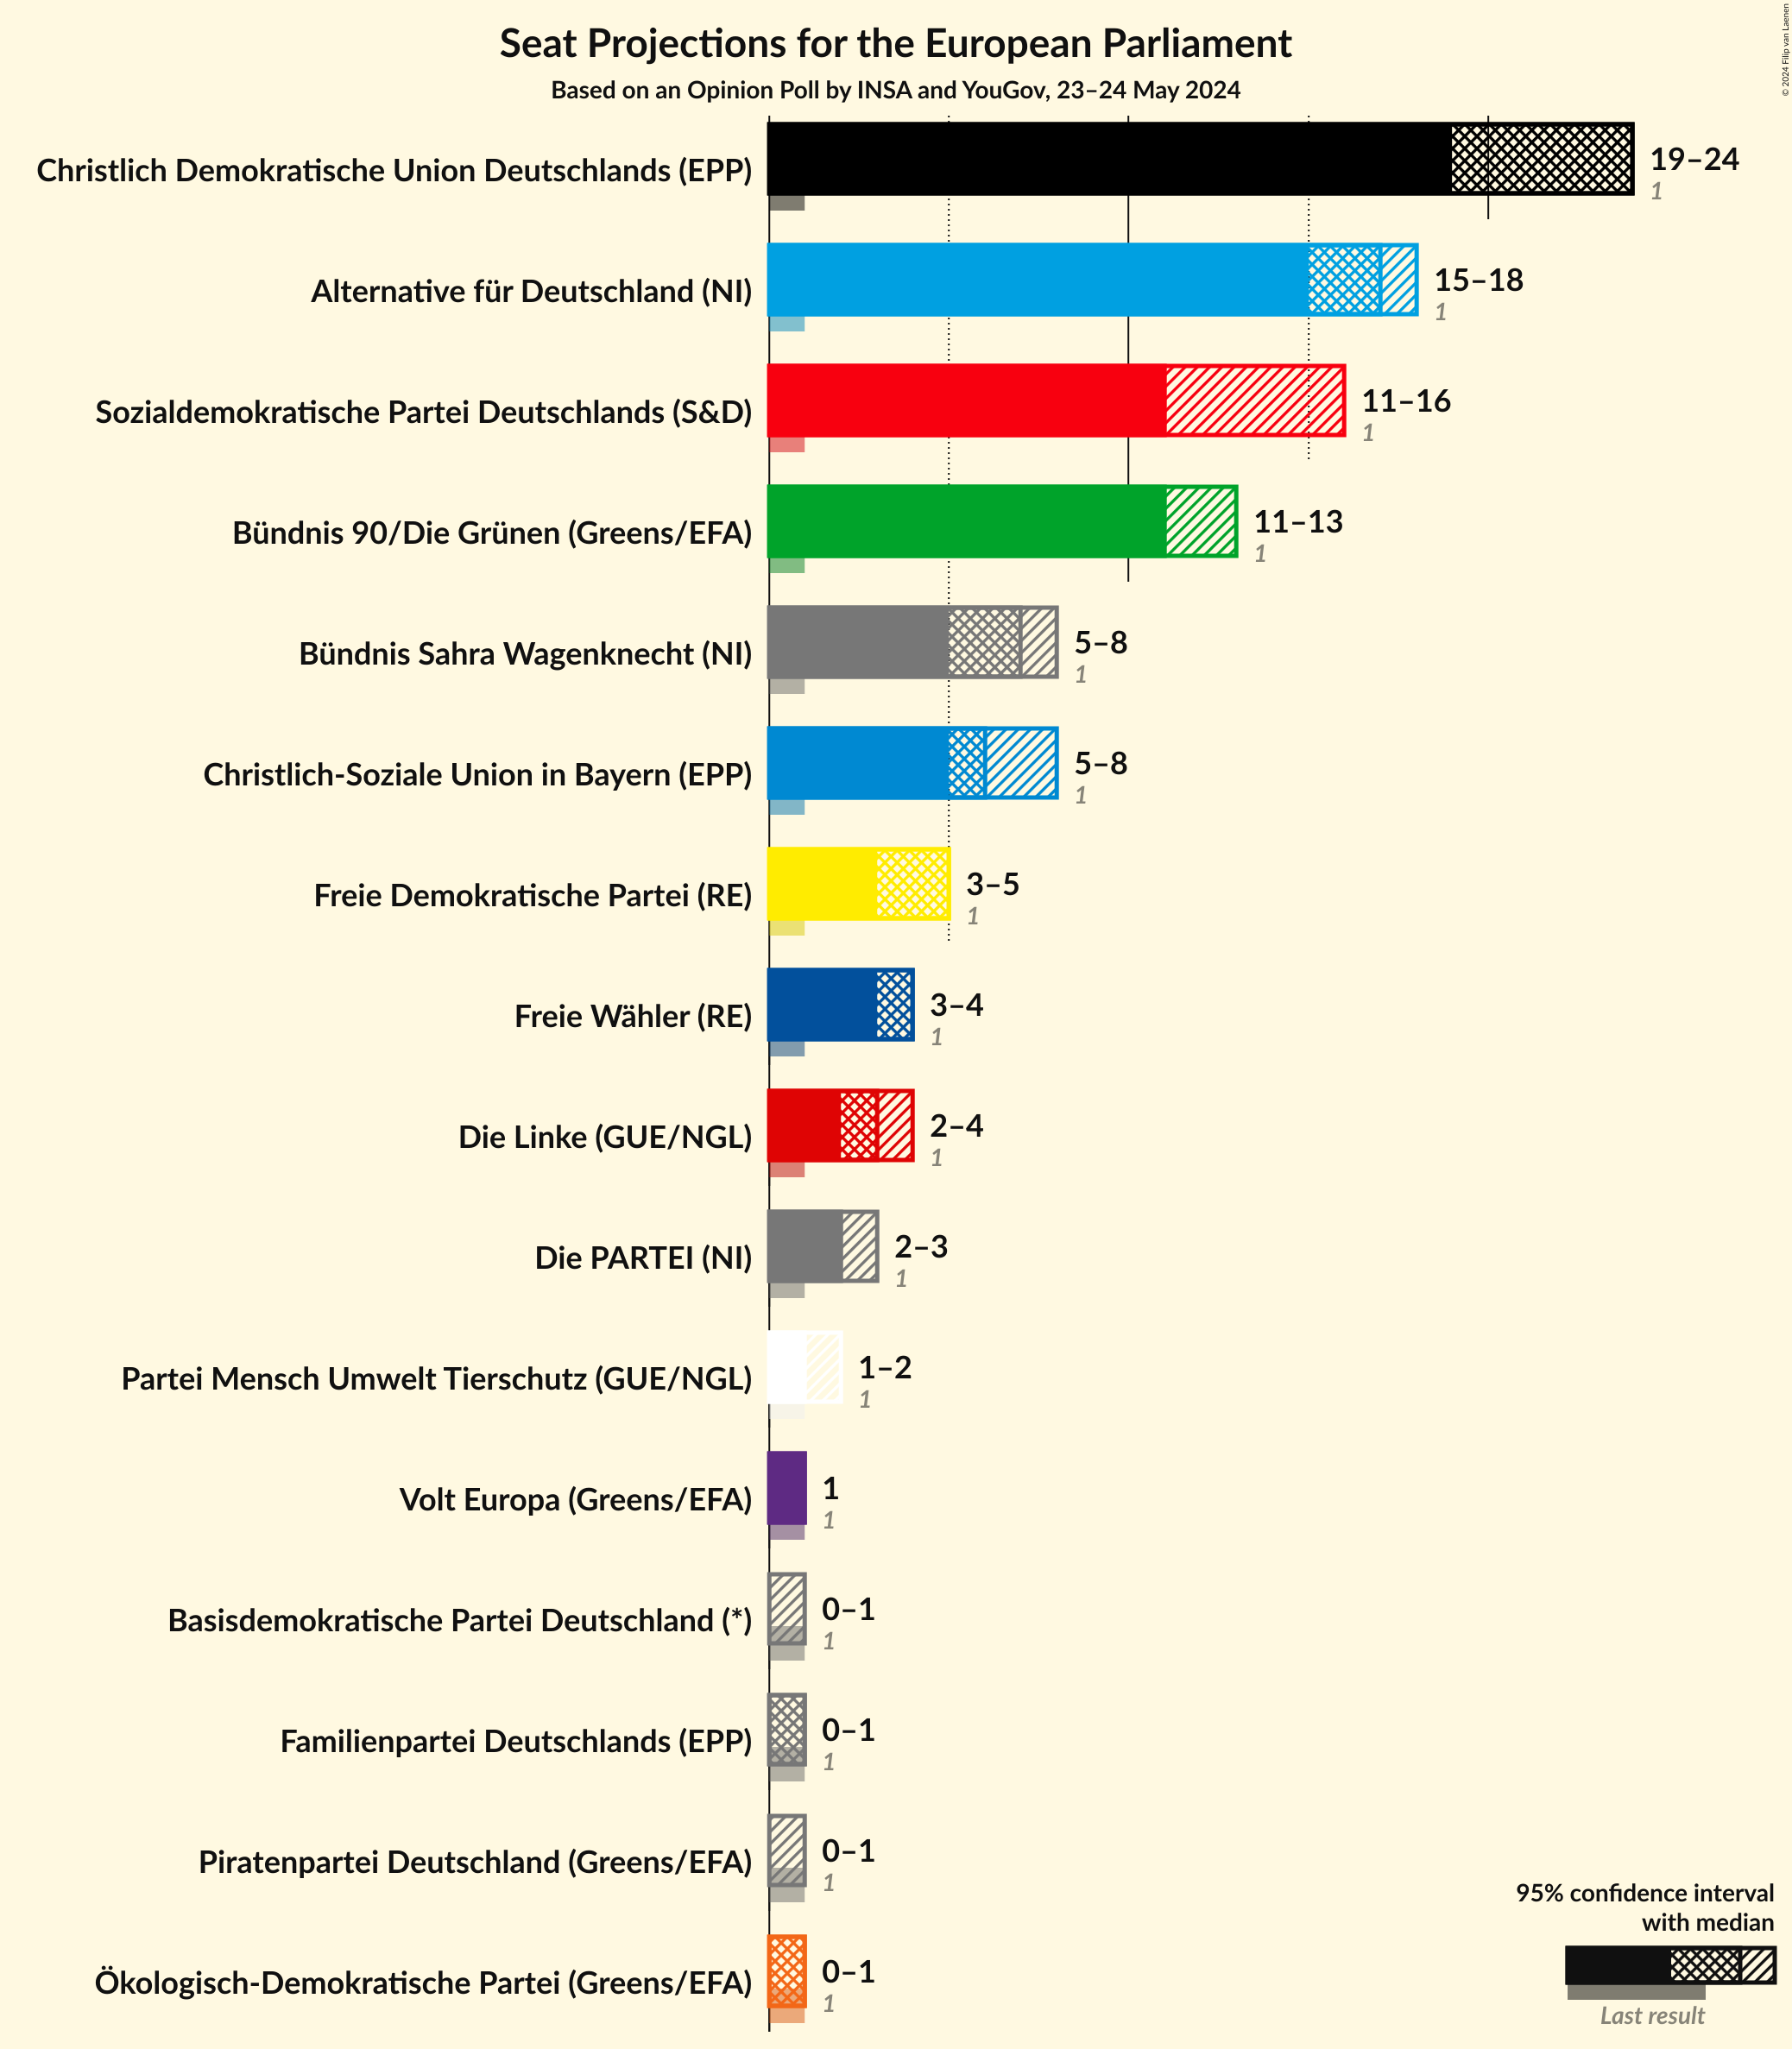 Seat Projections for the European Parliament
Based on an Opinion Poll by INSA and YouGov, 23–24 May 2024
© 2024 Filip van Laenen
Christlich Demokratische Union Deutschlands (EPP)
19–24
1
Alternative für Deutschland (NI)
15–18
1
Sozialdemokratische Partei Deutschlands (S&D)
11–16
1
Bündnis 90/Die Grünen (Greens/EFA)
11–13
1
Bündnis Sahra Wagenknecht (NI)
5–8
1
Christlich-Soziale Union in Bayern (EPP)
5–8
1
Freie Demokratische Partei (RE)
3–5
1
Freie Wähler (RE)
3–4
1
Die Linke (GUE/NGL)
2–4
1
Die PARTEI (NI)
2–3
1
Partei Mensch Umwelt Tierschutz (GUE/NGL)
1–2
1
Volt Europa (Greens/EFA)
1
1
Basisdemokratische Partei Deutschland (*)
0–1
1
Familienpartei Deutschlands (EPP)
0–1
1
Piratenpartei Deutschland (Greens/EFA)
0–1
1
Ökologisch-Demokratische Partei (Greens/EFA)
0–1
1
95% confidence interval
with median
Last result